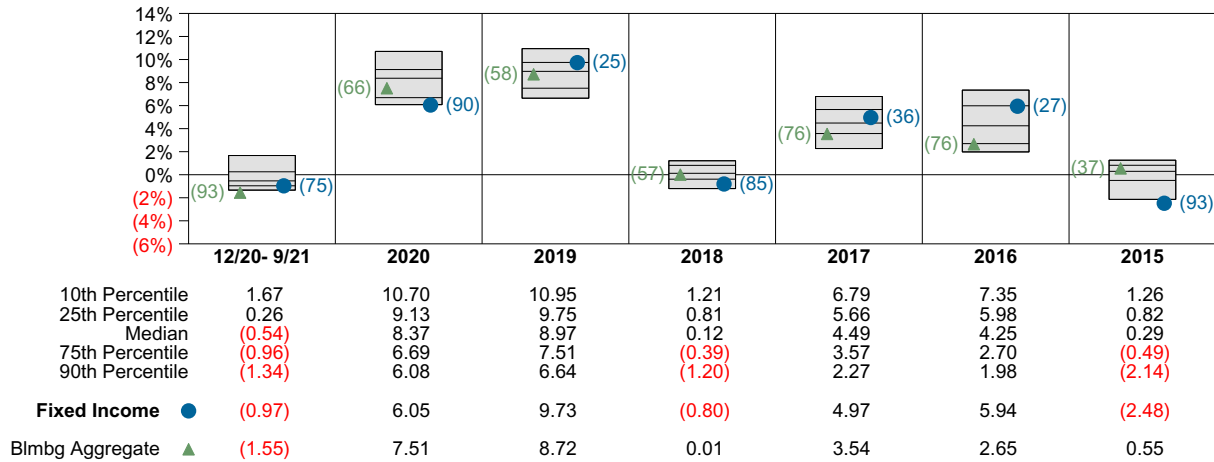 14%
12%
10%
8%
6%
4%
2%
0%
(2%)
(4%)
(6%)
(93) (75)
(66) (90)
(58) (25)
(57) (85)
(76) (36)
(76) (27)
(37) (93)
12/20- 9/21 2020 2019 2018 2017 2016 2015
10th Percentile 1.67 10.70 10.95 1.21 6.79 7.35 1.26
25th Percentile 0.26 9.13 9.75 0.81 5.66 5.98 0.82
Median (0.54) 8.37 8.97 0.12 4.49 4.25 0.29
75th Percentile (0.96) 6.69 7.51 (0.39) 3.57 2.70 (0.49)
90th Percentile (1.34) 6.08 6.64 (1.20) 2.27 1.98 (2.14)
Fixed Income (0.97) 6.05 9.73 (0.80) 4.97 5.94 (2.48)
Blmbg Aggregate (1.55) 7.51 8.72 0.01 3.54 2.65 0.55